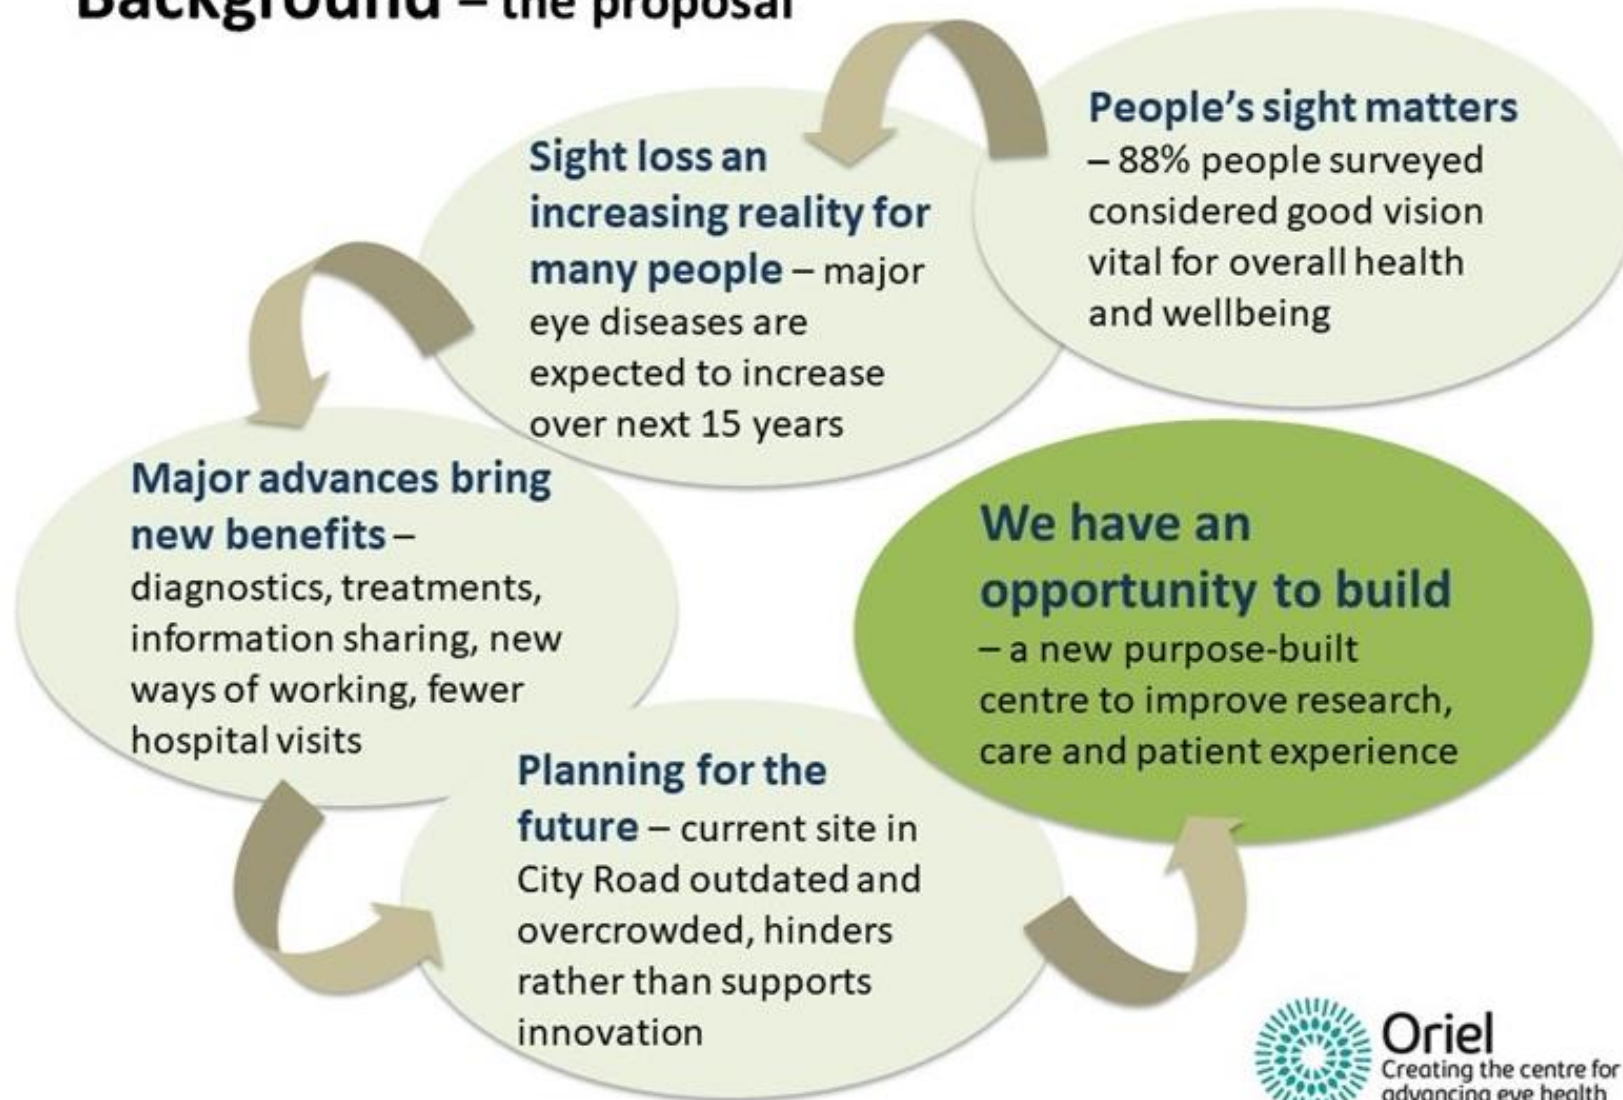 Background – the proposal
People's sight matters
– 88% people surveyed
considered good vision
vital for overall health
and wellbeing
Sight loss an
increasing reality for
many people – major
eye diseases are
expected to increase
over next 15 years
Major advances bring
new benefits –
diagnostics, treatments,
information sharing, new
ways of working, fewer
hospital visits
Planning for the
future – current site in
City Road outdated and
overcrowded, hinders
rather than supports
innovation
We have an
opportunity to build
– a new purpose-built
centre to improve research,
care and patient experience
Oriel
Creating the centre for
advancing eye health